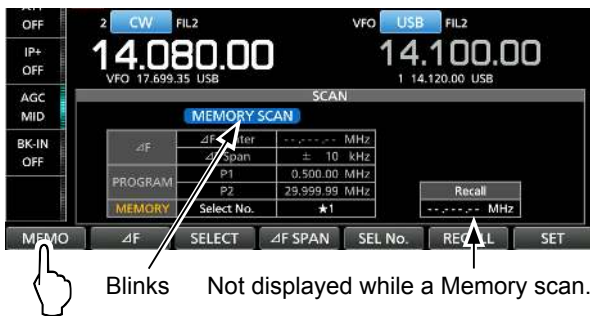 OFF
2 CW FIL2 VFO USB FIL2
14.080.00 14.100.00
VFO 17.699.35 USB 1 14.120.00 USB
IP+
OFF
AGC
MID
BK-IN
OFF
SCAN
MEMORY SCAN
⊿F --.---.-- MHz
⊿F Span ± 10 kHz
PROGRAM P1 0.500.00 MHz
P2 29.999.99 MHz
MEMORY Select No. ★1
Recall
--.---.-- MHz
MEMO ⊿F SELECT ⊿F SPAN SEL No. SET
Blinks Not displayed while a Memory scan.